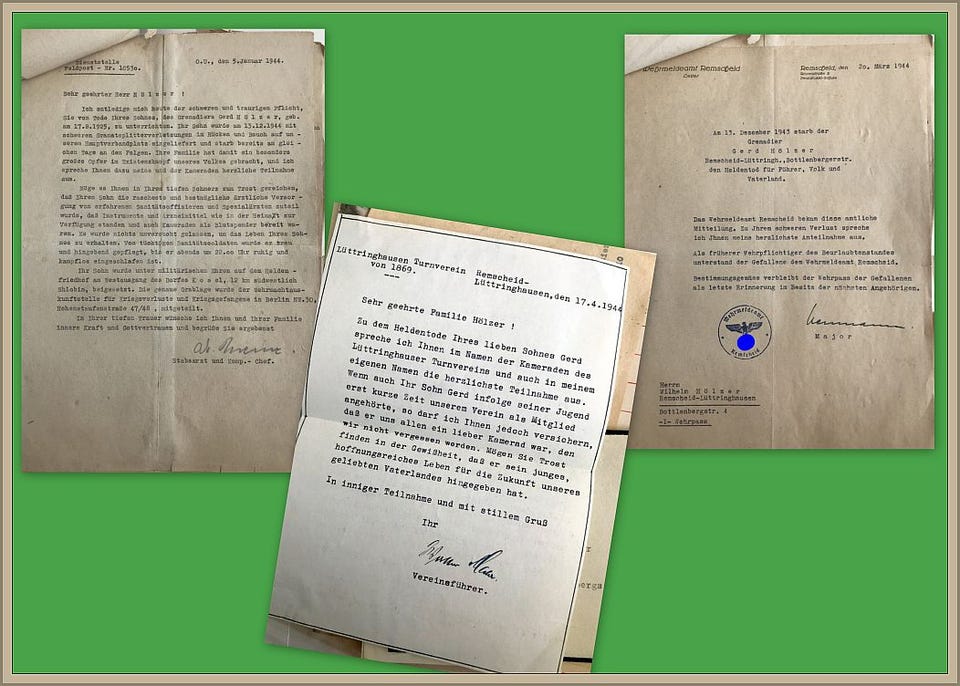 Dienststelle
Feldpost - Nr. 10530.
O.U., den 5.Januar 1944.
Sehr geehrter Herr H ö l z e r !
Ich entledige mich heute der schweren und traurigen Pflicht,
Sie vom Tode Ihres Sohnes, des Grenadiers Gerd H ö l z e r, geb.
am 17.8.1925, zu unterrichten. Ihr Sohn wurde am 13.12.1944 mit
schweren Granatsplitterverletzungen im Rücken und Bauch auf un-
seren Hauptverbandplatz eingeliefert und starb bereits am glei-
chen Tage an den Folgen. Ihre Familie hat damit ein besonders
großes Opfer im Existenzkampf unseres Volkes gebracht, und ich
spreche Ihnen dazu meine und der Kameraden herzliche Teilnahme
aus.
Möge es Ihnen in Ihrem tiefen Schmerz zum Trost gereichen,
daß Ihrem Sohn die rascheste und bestmögliche ärztliche Versor-
gung von erfahrenen Sanitätsoffizieren und Spezialärzten zuteil
wurde, daß Instrumente und Arzneimittel wie in der Heimat zur
Verfügung standen und auch Kameraden als Blutspender bereit wa-
ren. Es wurde nichts unversucht gelassen, um das Leben Ihres Soh-
nes zu erhalten. Von tüchtigen Sanitätssoldaten wurde er treu
und hingebend gepflegt, bis er abends um 20.00 Uhr ruhig und
kampflos eingeschlafen ist.
Ihr Sohn wurde unter militärischen Ehren auf dem Helden -
friedhof am Westausgang des Dorfes K o s e l, 12 km südwestlich
Shlobin, beigesetzt. Die genaue Grablage wurde der Wehrmachtaus-
kunftstelle für Kriegsverluste und Kriegsgefangene in Berlin NW.30,
Hohenstaufenstraße 47/48 , mitgeteilt.
In Ihrer tiefen Trauer wünsche ich Ihnen und Ihrer Familie
innere Kraft und Gottvertrauen und begrüße Sie ergebenst
Stabsarzt und Komp.- Chef.
Lüttringhausen Turnverein
von 1869.
Remscheid-
Lüttringhausen,den 17.4.1944
Sehr geehrte Familie Hölzer !
Zu dem Heldentode Ihres lieben Sohnes Gerd
spreche ich Ihnen im Namen der Kameraden des
Lüttringhauser Turnvereins und auch in meinem
eigenen Namen die herzlichste Teilnahme aus.
Wenn auch Ihr Sohn Gerd infolge seiner Jugend
erst kurze Zeit unserem Verein als Mitglied
angehörte, so darf ich Ihnen jedoch versichern,
daß er uns allen ein lieber Kamerad war, den
wir nicht vergessen werden. Mögen Sie Trost
finden in der Gewißheit, daß er sein junges,
hoffnungsreiches Leben für die Zukunft unseres
geliebten Vaterlandes hingegeben hat.
In inniger Teilnahme und mit stillem Gruß
Ihr
Vereinsführer.
Wehrmeldeamt Remscheid
Remscheid, den 20. März 1944
Am 13. Dezember 1943 starb der
Grenadier
G e r d H ö l z e r
Remscheid-Lüttringh.,Bottlenbergerstr.
den Heldentod für Führer, Volk und
Vaterland.
Das Wehrmeldeamt Remscheid bekam diese amtliche
Mitteilung. Zu Ihrem schweren Verlust spreche
ich Ihnen meine herzlichste Anteilnahme aus.
Als früherer Wehrpflichtiger des Beurlaubtenstandes
unterstand der Gefallene dem Wehrmeldeamt Remscheid.
Bestimmungsgemäß verbleibt der Wehrpass des Gefallenen
als letzte Erinnerung im Besitz der nächsten Angehörigen.
Wehrmeldeamt
Remscheid
M a j o r
Herrn
Wilhelm H ö l z e r
Remscheid-Lüttringhausen
Bottlenbergstr. 4
-1- Wehrpass